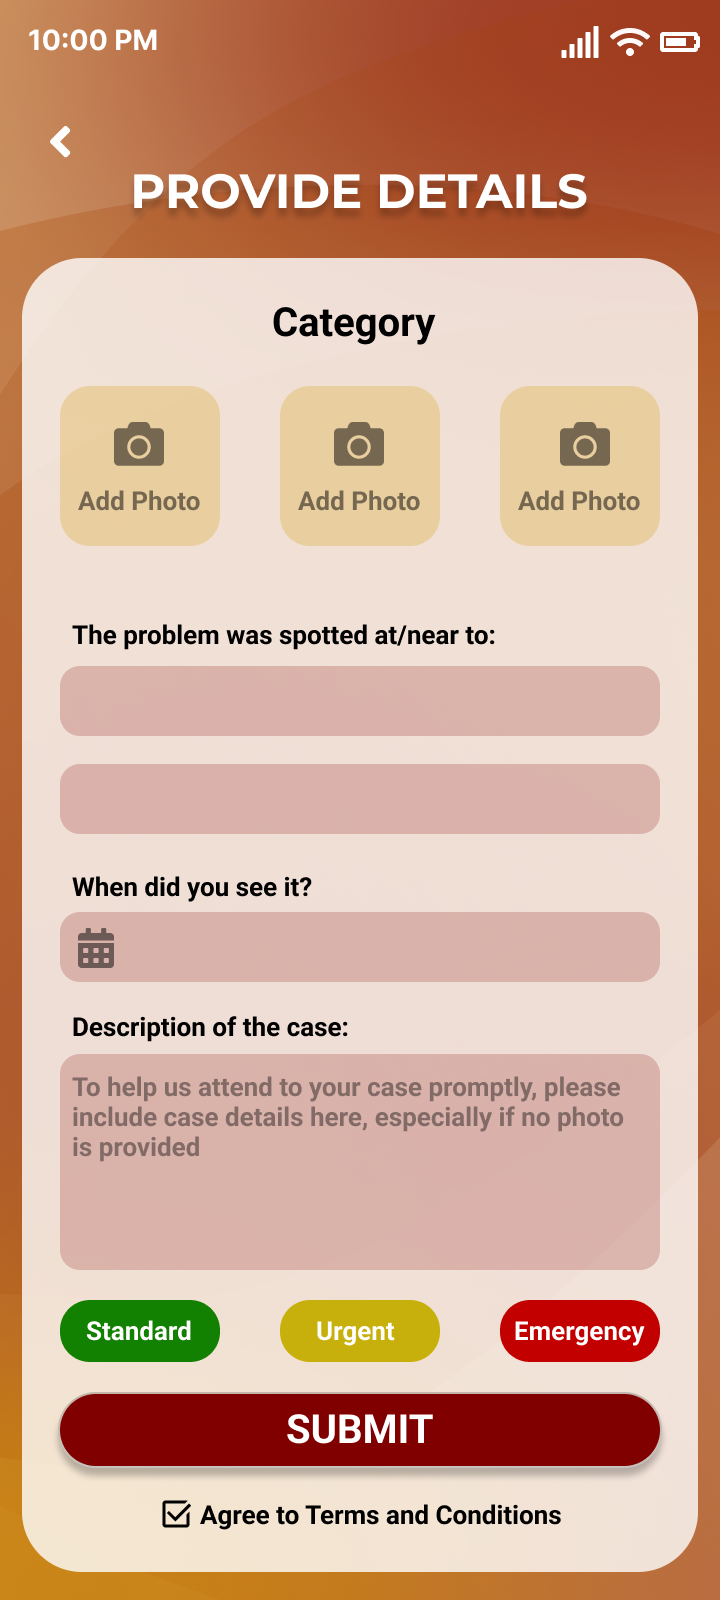 10:00 PM
PROVIDE DETAILS
Category
Add Photo
Add Photo
Add Photo
The problem was spotted at/near to:
When did you see it?
Description of the case:
To help us attend to your case promptly, please
include case details here, especially if no photo
is provided
Standard
Urgent
Emergency
SUBMIT
Agree to Terms and Conditions